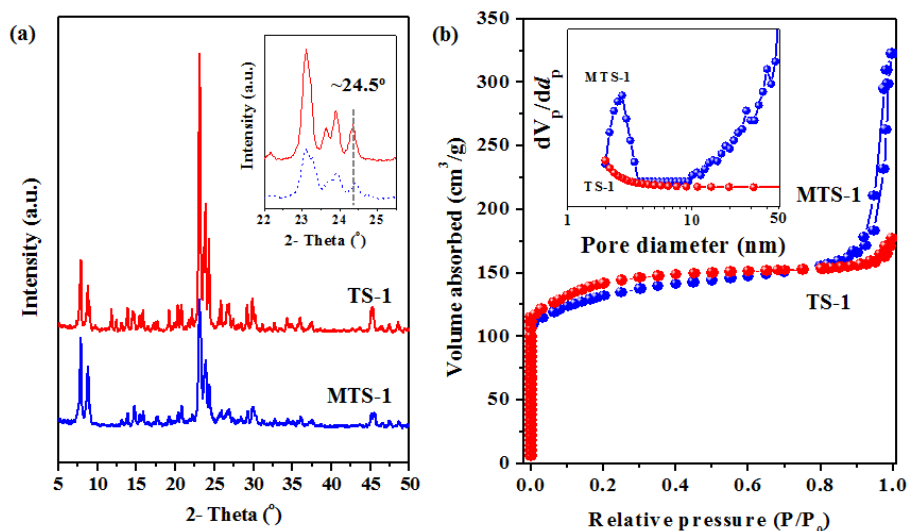 (a)
Intensity (a.u.)
TS-1
MTS-1
5 10 15 20 25 30 35 40 45 50
2- Theta (°)
Intensity (a.u.)
~24.5°
22 23 24 25
2- Theta (°)
(b)
Volume absorbed (cm³/g)
350
300
250
200
150
100
50
0
0.0 0.2 0.4 0.6 0.8 1.0
Relative pressure (P/P₀)
MTS-1
TS-1
dVp/ddp
MTS-1
TS-1
1 10 50
Pore diameter (nm)